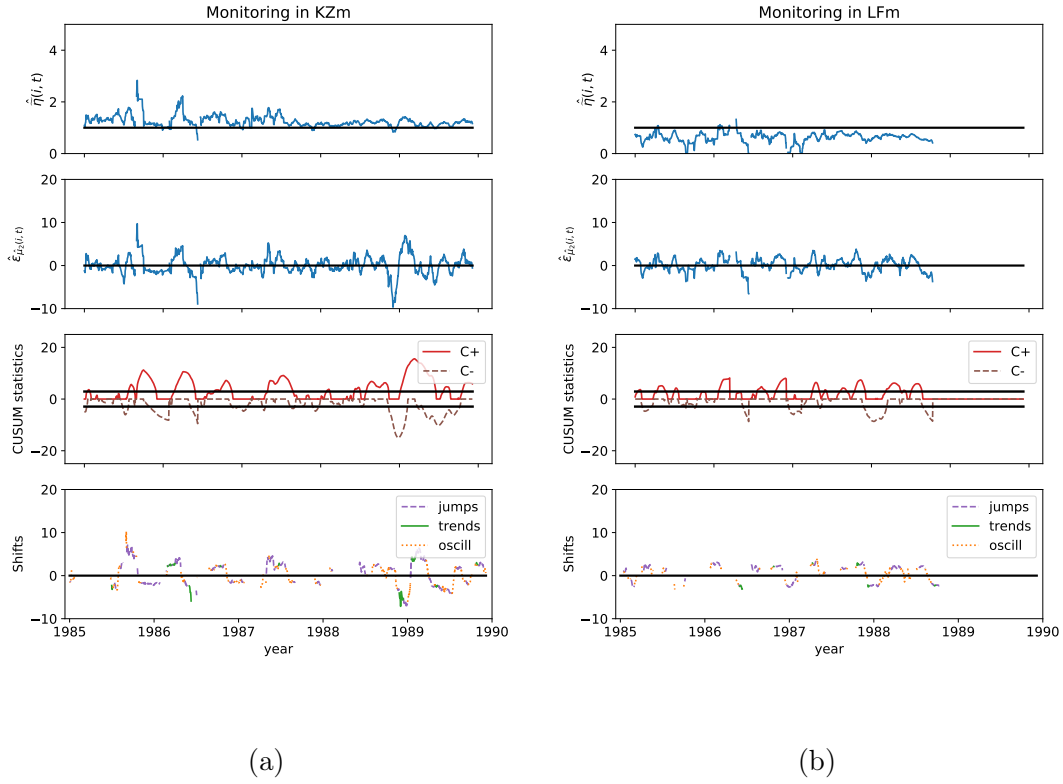 Monitoring in KZm
Monitoring in LFm
4
2
0
η̂̄(i, t)
4
2
0
η̂̄(i, t)
20
10
0
−10
ε̂_{μ̂₂(i,t)}
20
10
0
−10
ε̂_{μ̂₂(i,t)}
20
0
−20
CUSUM statistics
C+
C-
20
0
−20
CUSUM statistics
C+
C-
20
10
0
−10
Shifts
jumps
trends
oscill
1985 1986 1987 1988 1989 1990
year
20
10
0
−10
Shifts
jumps
trends
oscill
1985 1986 1987 1988 1989 1990
year
(a)
(b)